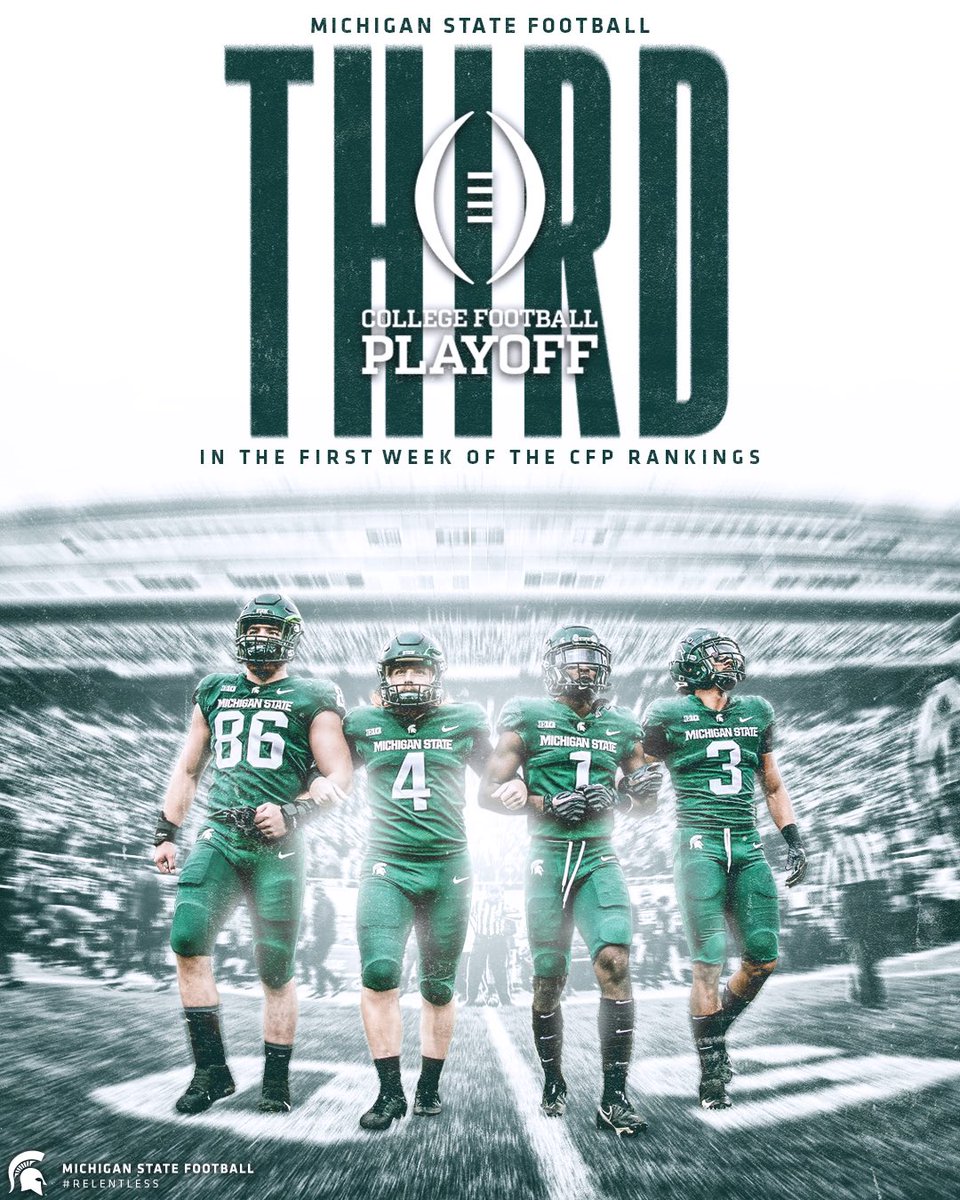 MICHIGAN STATE FOOTBALL
THIRD
COLLEGE FOOTBALL
PLAYOFF
IN THE FIRST WEEK OF THE CFP RANKINGS
MICHIGAN STATE
86
MICHIGAN STATE
4
MICHIGAN STATE
1
MICHIGAN STATE
3
MICHIGAN STATE FOOTBALL
#RELENTLESS